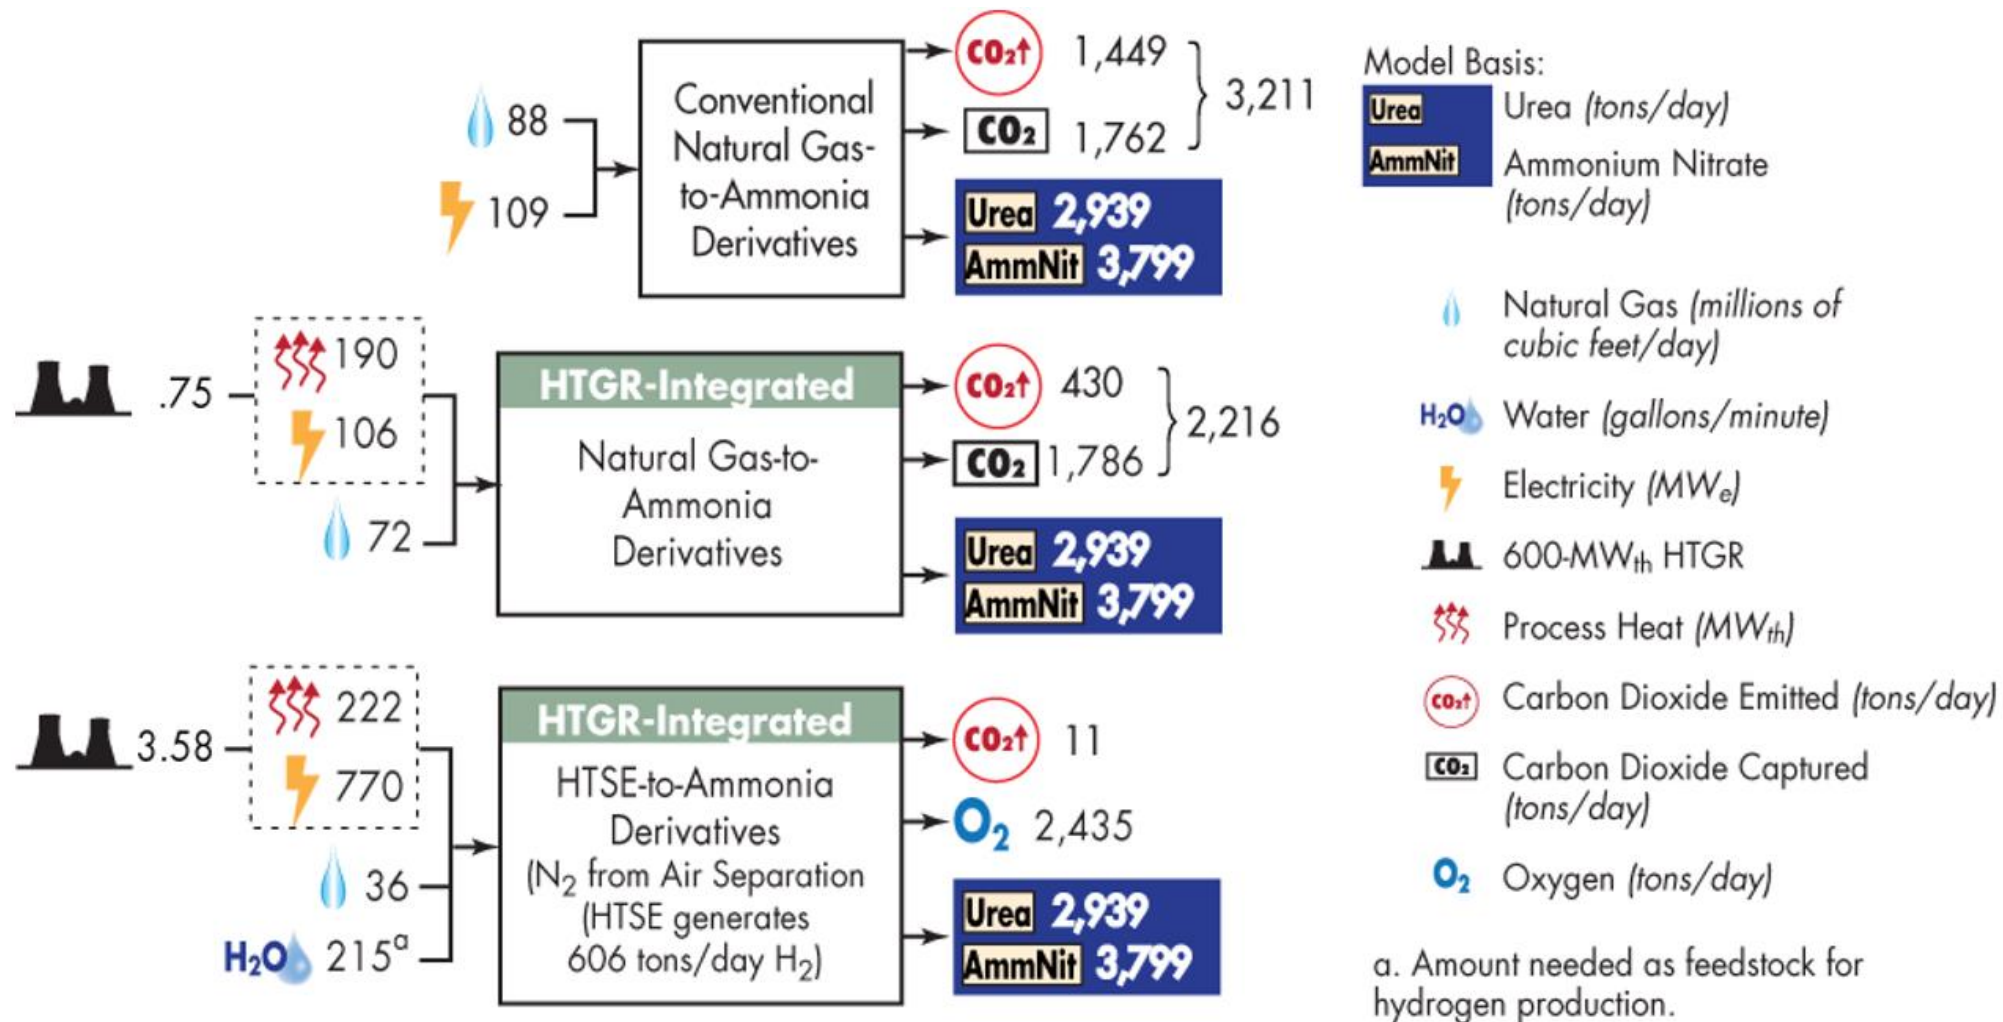 88
109
Conventional
Natural Gas-
to-Ammonia
Derivatives
CO₂↑ 1,449
CO₂ 1,762
3,211
Urea 2,939
AmmNit 3,799
.75
190
106
72
HTGR-Integrated
Natural Gas-to-
Ammonia
Derivatives
CO₂↑ 430
CO₂ 1,786
2,216
Urea 2,939
AmmNit 3,799
3.58
222
770
36
H₂O 215ᵃ
HTGR-Integrated
HTSE-to-Ammonia
Derivatives
(N₂ from Air Separation
(HTSE generates
606 tons/day H₂)
CO₂↑ 11
O₂ 2,435
Urea 2,939
AmmNit 3,799
Model Basis:
Urea Urea (tons/day)
AmmNit Ammonium Nitrate
(tons/day)
Natural Gas (millions of
cubic feet/day)
H₂O Water (gallons/minute)
Electricity (MWₑ)
600-MWth HTGR
Process Heat (MWth)
CO₂↑ Carbon Dioxide Emitted (tons/day)
CO₂ Carbon Dioxide Captured
(tons/day)
O₂ Oxygen (tons/day)
a. Amount needed as feedstock for
hydrogen production.